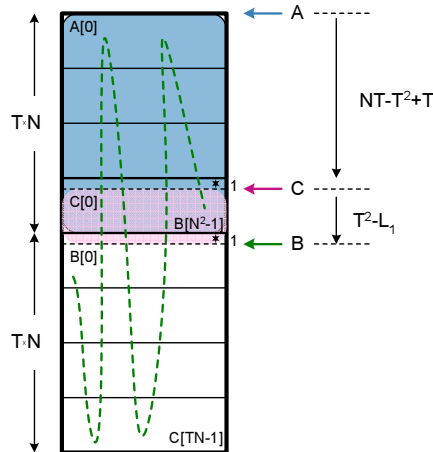 A[0]
A
NT-T²+T
T×N
C[0]
1
C
B[N²-1]
T²-L₁
1
B
B[0]
T×N
C[TN-1]